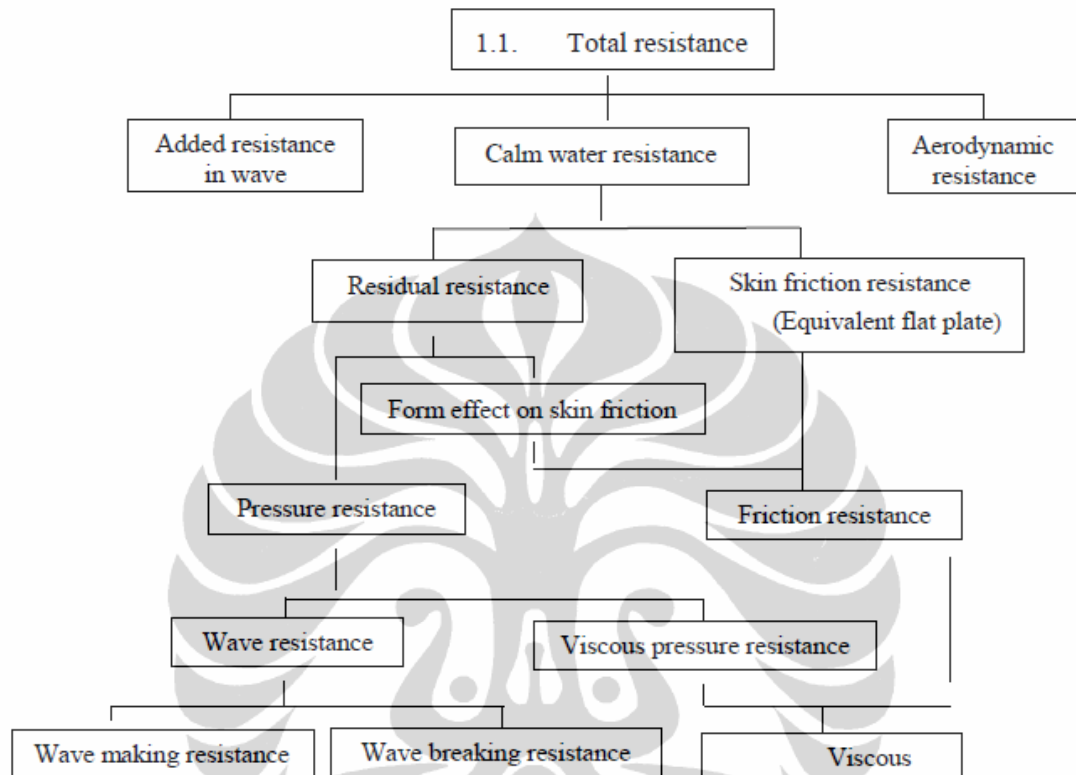 1.1. Total resistance
Added resistance
in wave
Calm water resistance
Aerodynamic
resistance
Residual resistance
Skin friction resistance
(Equivalent flat plate)
Form effect on skin friction
Pressure resistance
Friction resistance
Wave resistance
Viscous pressure resistance
Wave making resistance
Wave breaking resistance
Viscous